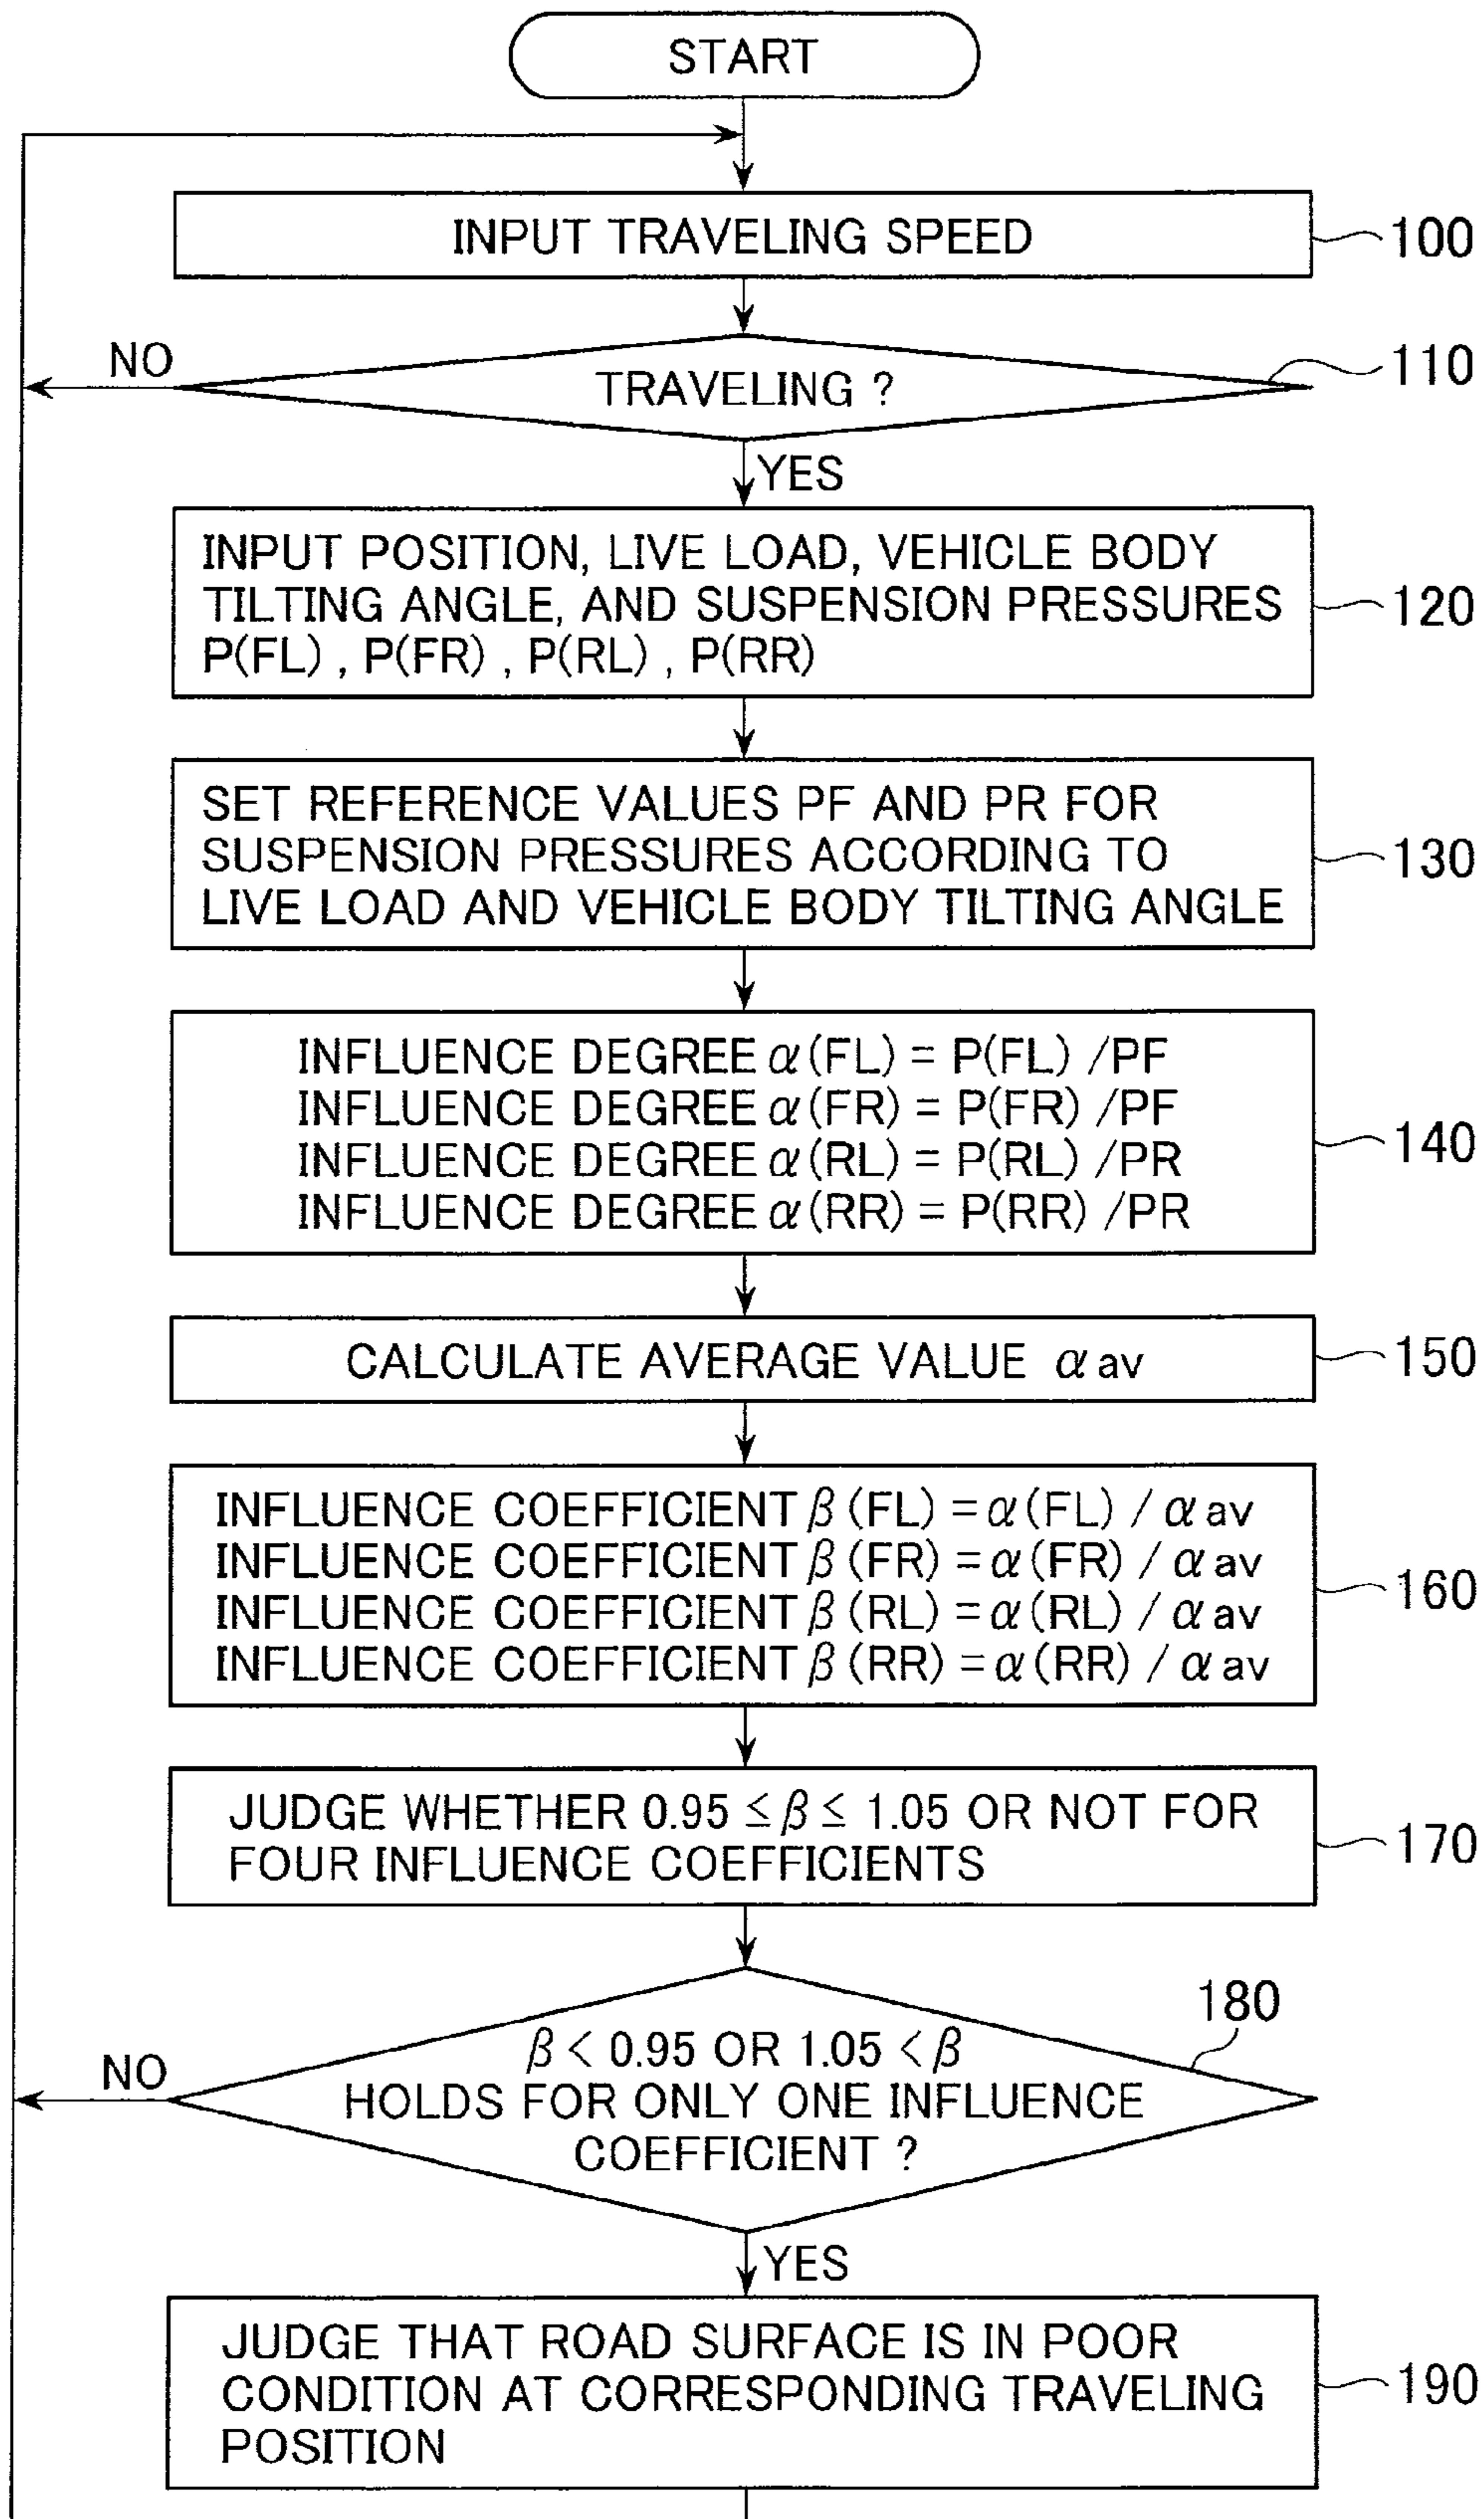 START
INPUT TRAVELING SPEED
100
NO
TRAVELING ?
110
YES
INPUT POSITION, LIVE LOAD, VEHICLE BODY
TILTING ANGLE, AND SUSPENSION PRESSURES
P(FL) , P(FR) , P(RL) , P(RR)
120
SET REFERENCE VALUES PF AND PR FOR
SUSPENSION PRESSURES ACCORDING TO
LIVE LOAD AND VEHICLE BODY TILTING ANGLE
130
INFLUENCE DEGREE α(FL) = P(FL) /PF
INFLUENCE DEGREE α(FR) = P(FR) /PF
INFLUENCE DEGREE α(RL) = P(RL) /PR
INFLUENCE DEGREE α(RR) = P(RR) /PR
140
CALCULATE AVERAGE VALUE αav
150
INFLUENCE COEFFICIENT β(FL) =α(FL) / αav
INFLUENCE COEFFICIENT β(FR) =α(FR) / αav
INFLUENCE COEFFICIENT β(RL) =α(RL) / αav
INFLUENCE COEFFICIENT β(RR) =α(RR) / αav
160
JUDGE WHETHER 0.95 ≤β≤ 1.05 OR NOT FOR
FOUR INFLUENCE COEFFICIENTS
170
180
β< 0.95 OR 1.05 <β
NO
HOLDS FOR ONLY ONE INFLUENCE
COEFFICIENT ?
YES
JUDGE THAT ROAD SURFACE IS IN POOR
CONDITION AT CORRESPONDING TRAVELING
POSITION
190